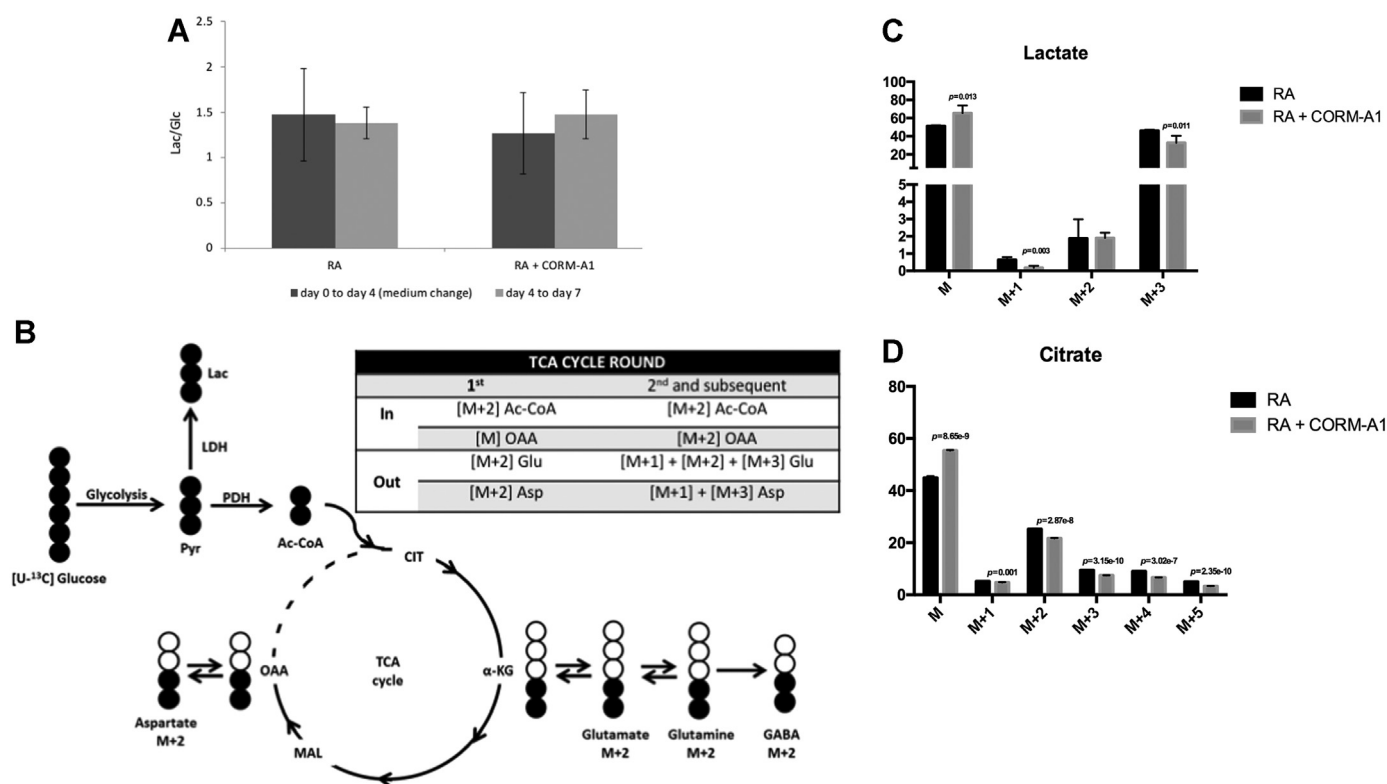 A
2.5
2
1.5
1
0.5
0
Lac/Glc
RA
RA + CORM-A1
day 0 to day 4 (medium change)
day 4 to day 7
B
Lac
LDH
Glycolysis
PDH
Pyr
Ac-CoA
[U-¹³C] Glucose
TCA CYCLE ROUND
1st
2nd and subsequent
In
[M+2] Ac-CoA
[M+2] Ac-CoA
[M] OAA
[M+2] OAA
Out
[M+2] Glu
[M+1] + [M+2] + [M+3] Glu
[M+2] Asp
[M+1] + [M+3] Asp
CIT
OAA
TCA
cycle
α-KG
MAL
Aspartate
M+2
Glutamate
M+2
Glutamine
M+2
GABA
M+2
C
Lactate
100
80
60
40
20
5
4
3
2
1
0
p=0.013
p=0.003
p=0.011
M
M+1
M+2
M+3
RA
RA + CORM-A1
D
Citrate
80
60
40
20
0
p=8.65e-9
p=0.001
p=2.87e-8
p=3.15e-10
p=3.02e-7
p=2.35e-10
M
M+1
M+2
M+3
M+4
M+5
RA
RA + CORM-A1